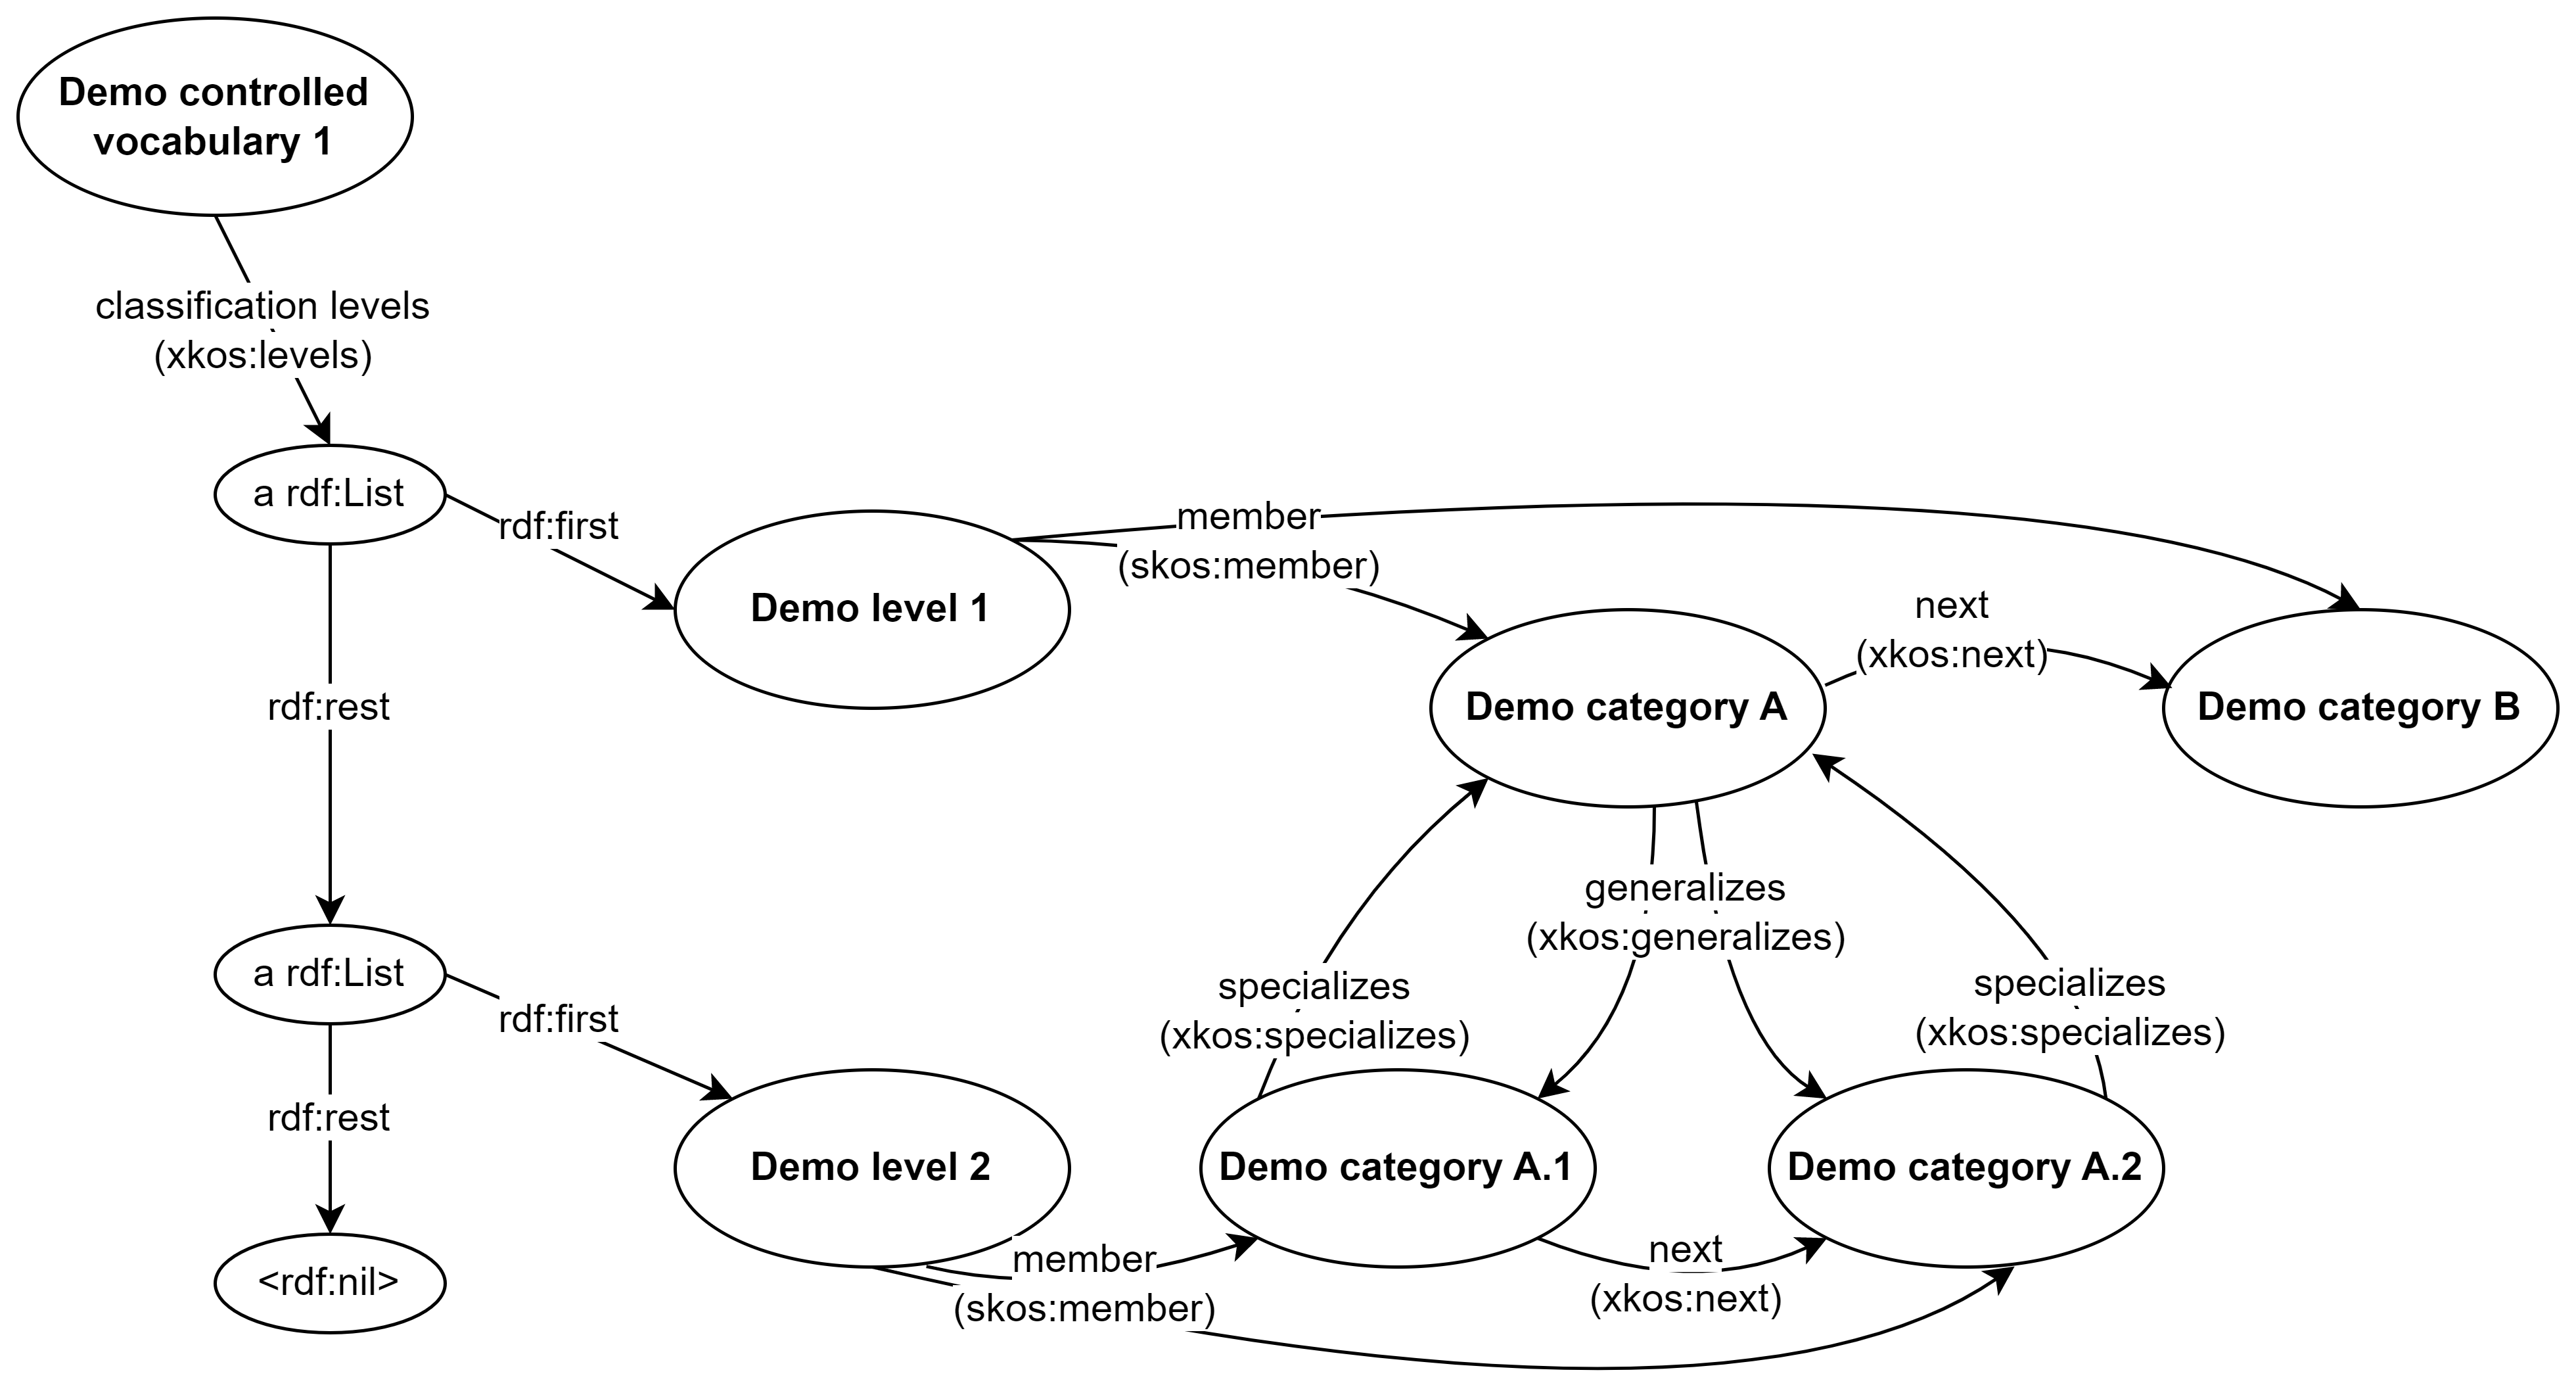 Demo controlled
vocabulary 1
classification levels
(xkos:levels)
a rdf:List
rdf:first
member
(skos:member)
Demo level 1
next
(xkos:next)
rdf:rest
Demo category A
Demo category B
generalizes
(xkos:generalizes)
a rdf:List
specializes
(xkos:specializes)
specializes
(xkos:specializes)
rdf:first
rdf:rest
Demo level 2
Demo category A.1
Demo category A.2
member
(skos:member)
next
(xkos:next)
<rdf:nil>